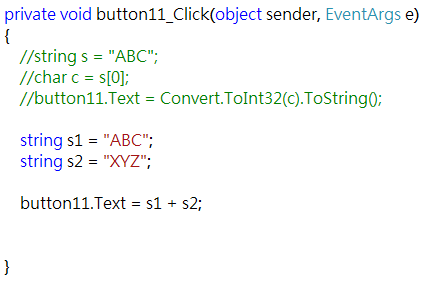 private void button11_Click(object sender, EventArgs e)
{
//string s = "ABC";
//char c = s[0];
//button11.Text = Convert.ToInt32(c).ToString();
string s1 = "ABC";
string s2 = "XYZ";
button11.Text = s1 + s2;
}